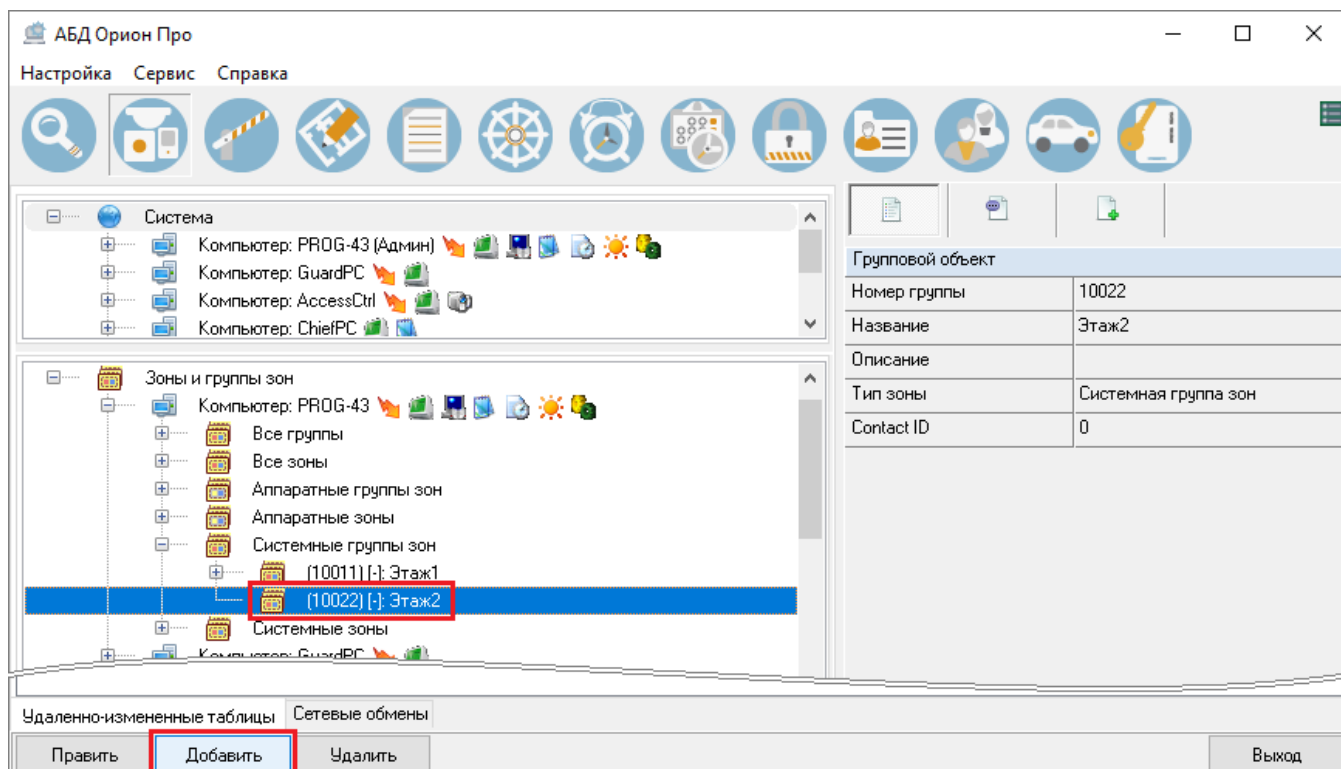 АБД Орион Про
Настройка Сервис Справка
Система
Компьютер: PROG-43 (Админ)
Компьютер: GuardPC
Компьютер: AccessCtrl
Компьютер: ChiefPC
Зоны и группы зон
Компьютер: PROG-43
Все группы
Все зоны
Аппаратные группы зон
Аппаратные зоны
Системные группы зон
(10011) [-]: Этаж1
(10022) [-]: Этаж2
Системные зоны
Компьютер: GuardPC
Групповой объект
Номер группы 10022
Название Этаж2
Описание
Тип зоны Системная группа зон
Contact ID 0
Удаленно-измененные таблицы Сетевые обмены
Править Добавить Удалить Выход